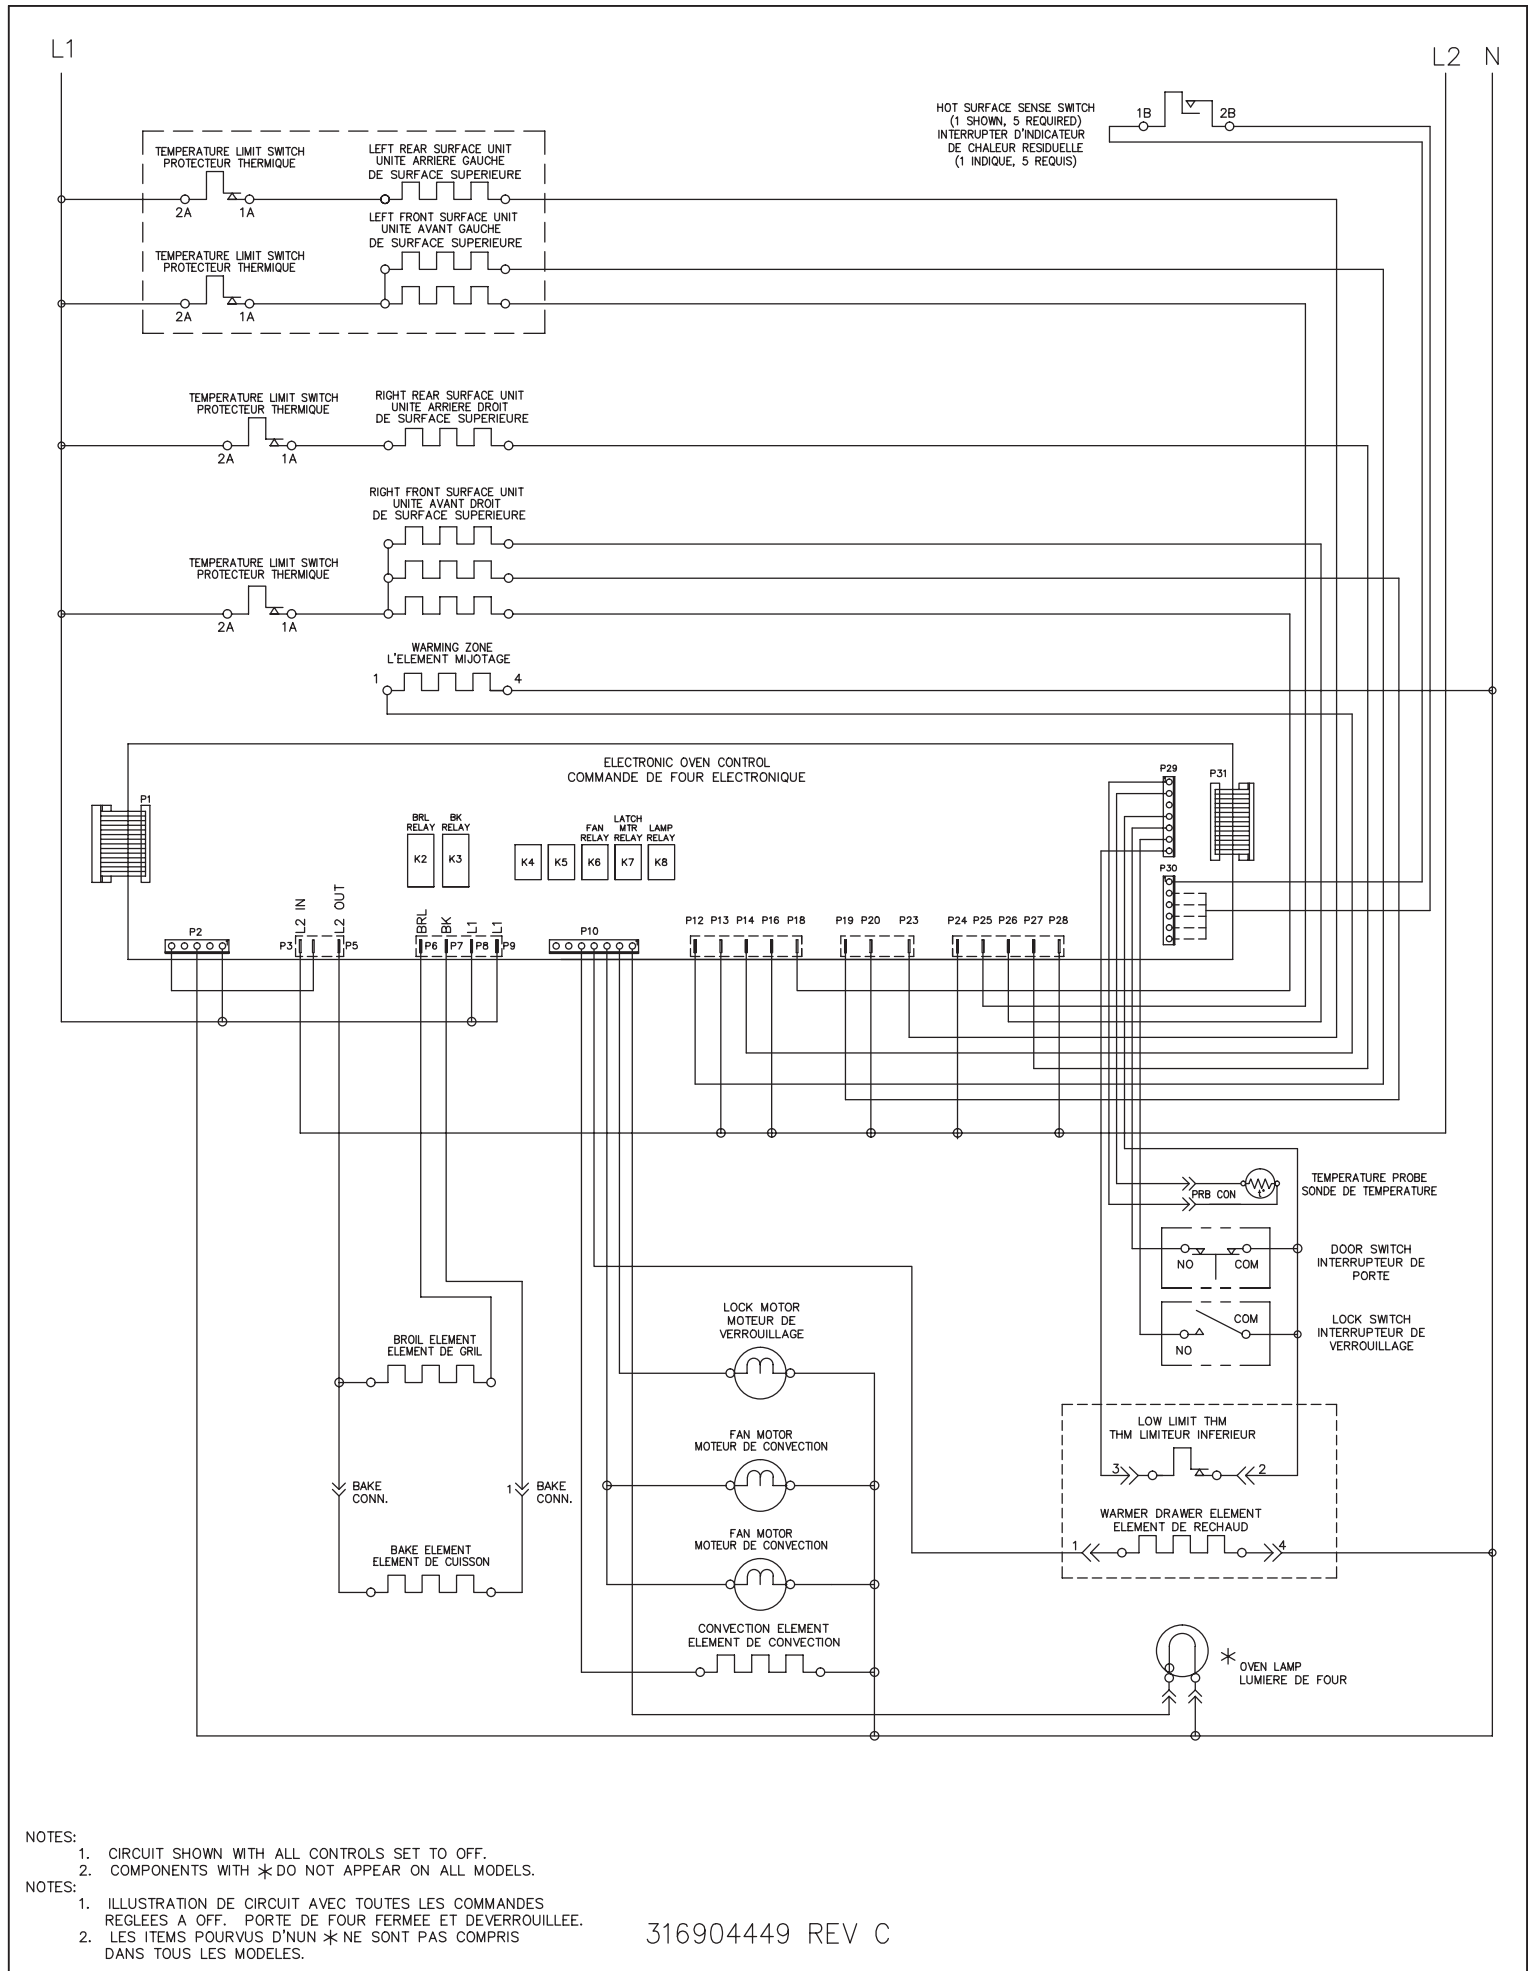 L1
L2 N
HOT SURFACE SENSE SWITCH
(1 SHOWN, 5 REQUIRED)
INTERRUPTER D'INDICATEUR
DE CHALEUR RESIDUELLE
(1 INDIQUE, 5 REQUIS)
1B
2B
TEMPERATURE LIMIT SWITCH
PROTECTEUR THERMIQUE
2A
1A
LEFT REAR SURFACE UNIT
UNITE ARRIERE GAUCHE
DE SURFACE SUPERIEURE
LEFT FRONT SURFACE UNIT
UNITE AVANT GAUCHE
DE SURFACE SUPERIEURE
TEMPERATURE LIMIT SWITCH
PROTECTEUR THERMIQUE
2A
1A
TEMPERATURE LIMIT SWITCH
PROTECTEUR THERMIQUE
2A
1A
RIGHT REAR SURFACE UNIT
UNITE ARRIERE DROIT
DE SURFACE SUPERIEURE
RIGHT FRONT SURFACE UNIT
UNITE AVANT DROIT
DE SURFACE SUPERIEURE
TEMPERATURE LIMIT SWITCH
PROTECTEUR THERMIQUE
2A
1A
WARMING ZONE
L'ELEMENT MIJOTAGE
1
4
ELECTRONIC OVEN CONTROL
COMMANDE DE FOUR ELECTRONIQUE
P1
P29
P31
P30
BRL
RELAY
BK
RELAY
K2
K3
FAN
RELAY
LATCH
MTR
RELAY
LAMP
RELAY
K4
K5
K6
K7
K8
P2
L2 IN
L2 OUT
P3
P5
BRL
BK
L1
L1
P6
P7
P8
P9
P10
P12 P13 P14 P16 P18
P19 P20 P23
P24 P25 P26 P27 P28
PRB CON
TEMPERATURE PROBE
SONDE DE TEMPERATURE
NO
COM
DOOR SWITCH
INTERRUPTEUR DE
PORTE
COM
NO
LOCK SWITCH
INTERRUPTEUR DE
VERROUILLAGE
LOCK MOTOR
MOTEUR DE
VERROUILLAGE
BROIL ELEMENT
ELEMENT DE GRIL
FAN MOTOR
MOTEUR DE CONVECTION
LOW LIMIT THM
THM LIMITEUR INFERIEUR
3
2
BAKE
CONN.
1
BAKE
CONN.
WARMER DRAWER ELEMENT
ELEMENT DE RECHAUD
1
4
FAN MOTOR
MOTEUR DE CONVECTION
BAKE ELEMENT
ELEMENT DE CUISSON
CONVECTION ELEMENT
ELEMENT DE CONVECTION
* OVEN LAMP
LUMIERE DE FOUR
NOTES:
1. CIRCUIT SHOWN WITH ALL CONTROLS SET TO OFF.
2. COMPONENTS WITH * DO NOT APPEAR ON ALL MODELS.
NOTES:
1. ILLUSTRATION DE CIRCUIT AVEC TOUTES LES COMMANDES
REGLEES A OFF. PORTE DE FOUR FERMEE ET DEVERROUILLEE.
2. LES ITEMS POURVUS D'NUN * NE SONT PAS COMPRIS
DANS TOUS LES MODELES.
316904449 REV C